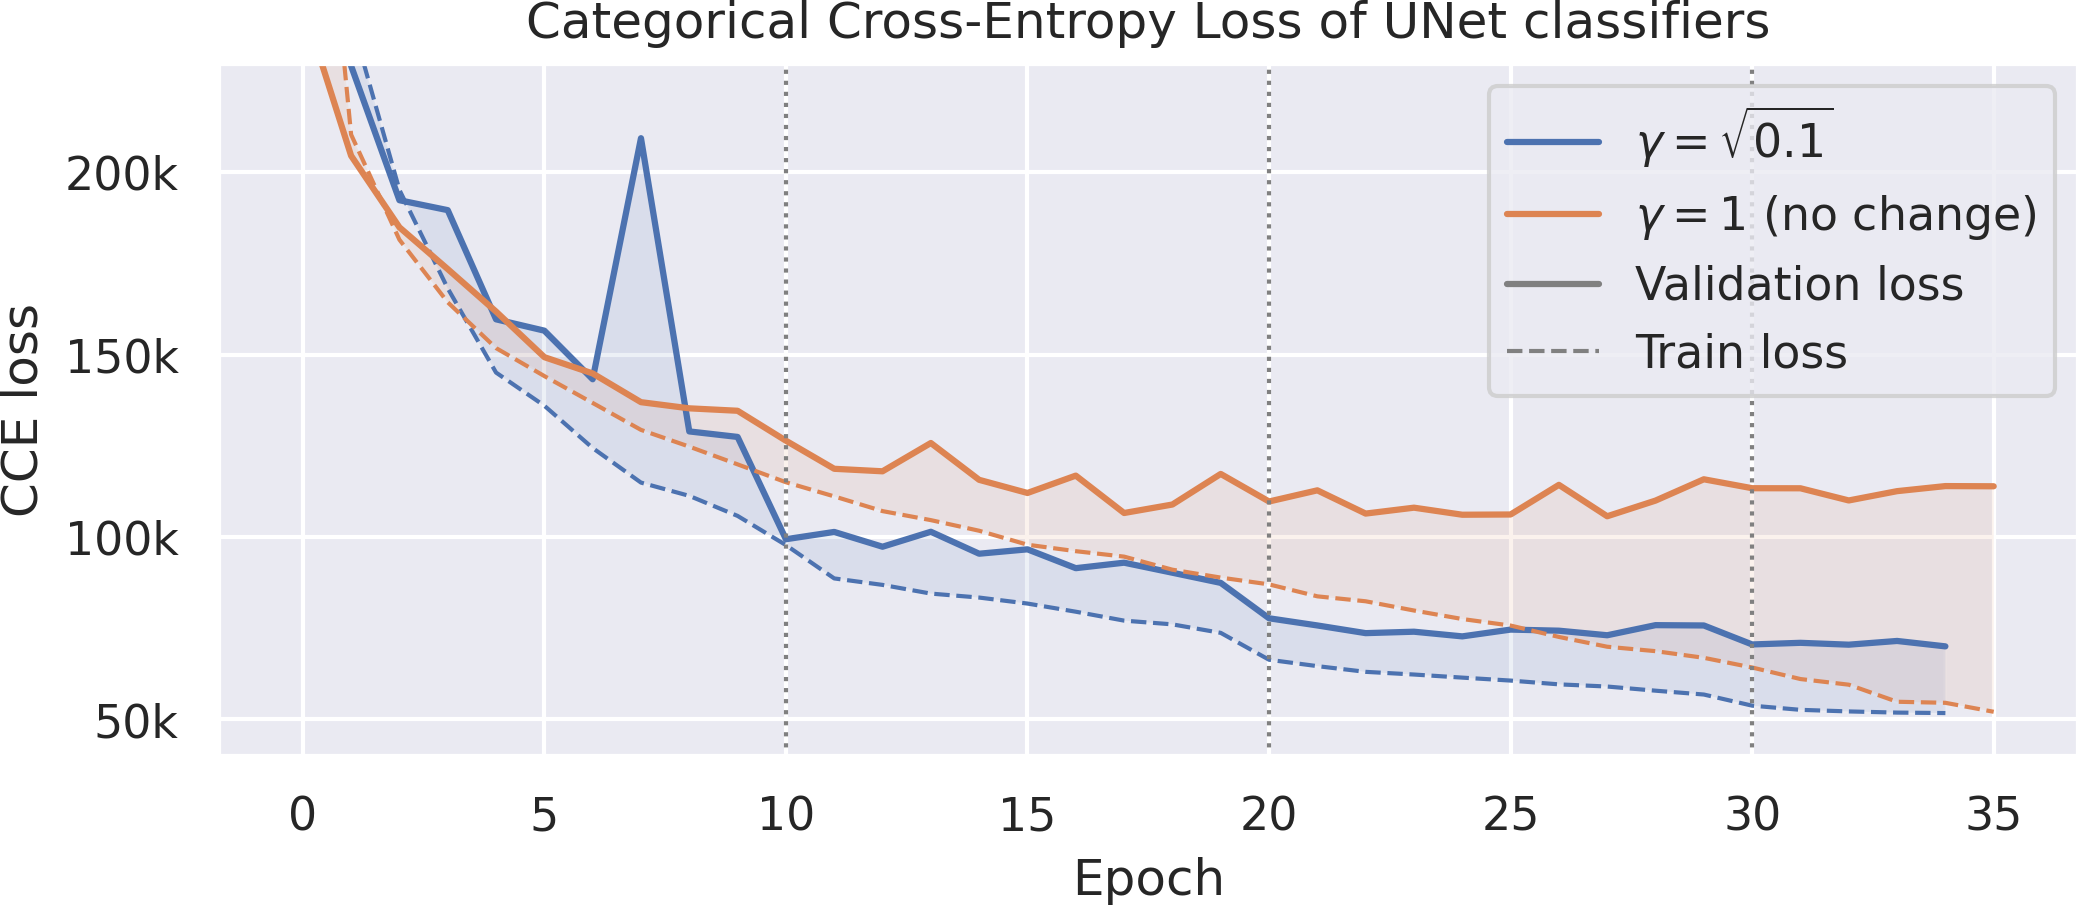 Categorical Cross-Entropy Loss of UNet classifiers
γ = √0.1
γ = 1 (no change)
Validation loss
Train loss
200k
150k
100k
50k
CCE loss
0 5 10 15 20 25 30 35
Epoch